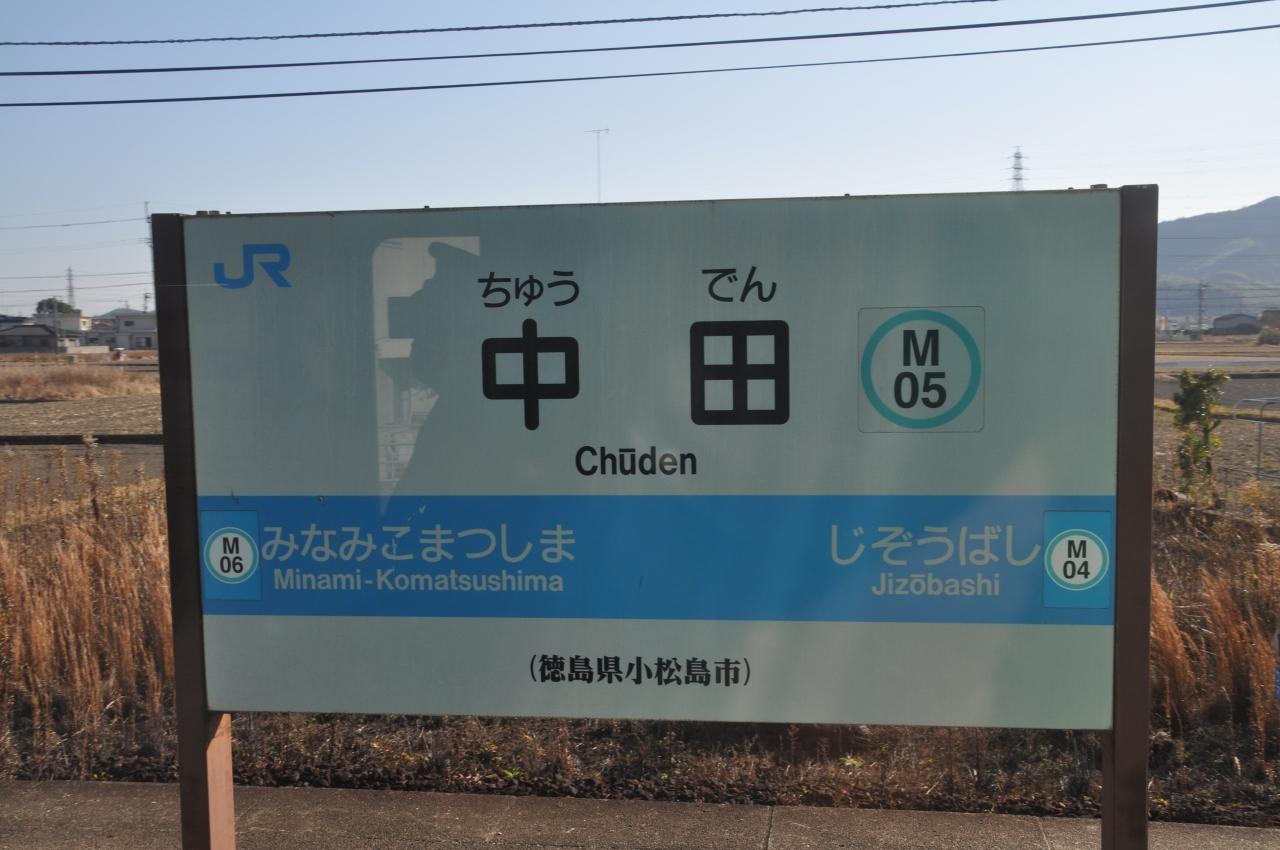 JR
ちゅう でん
中 田
M
05
Chūden
M
06
みなみこまつしま
Minami-Komatsushima
じぞうばし
Jizōbashi
M
04
(徳島県小松島市)